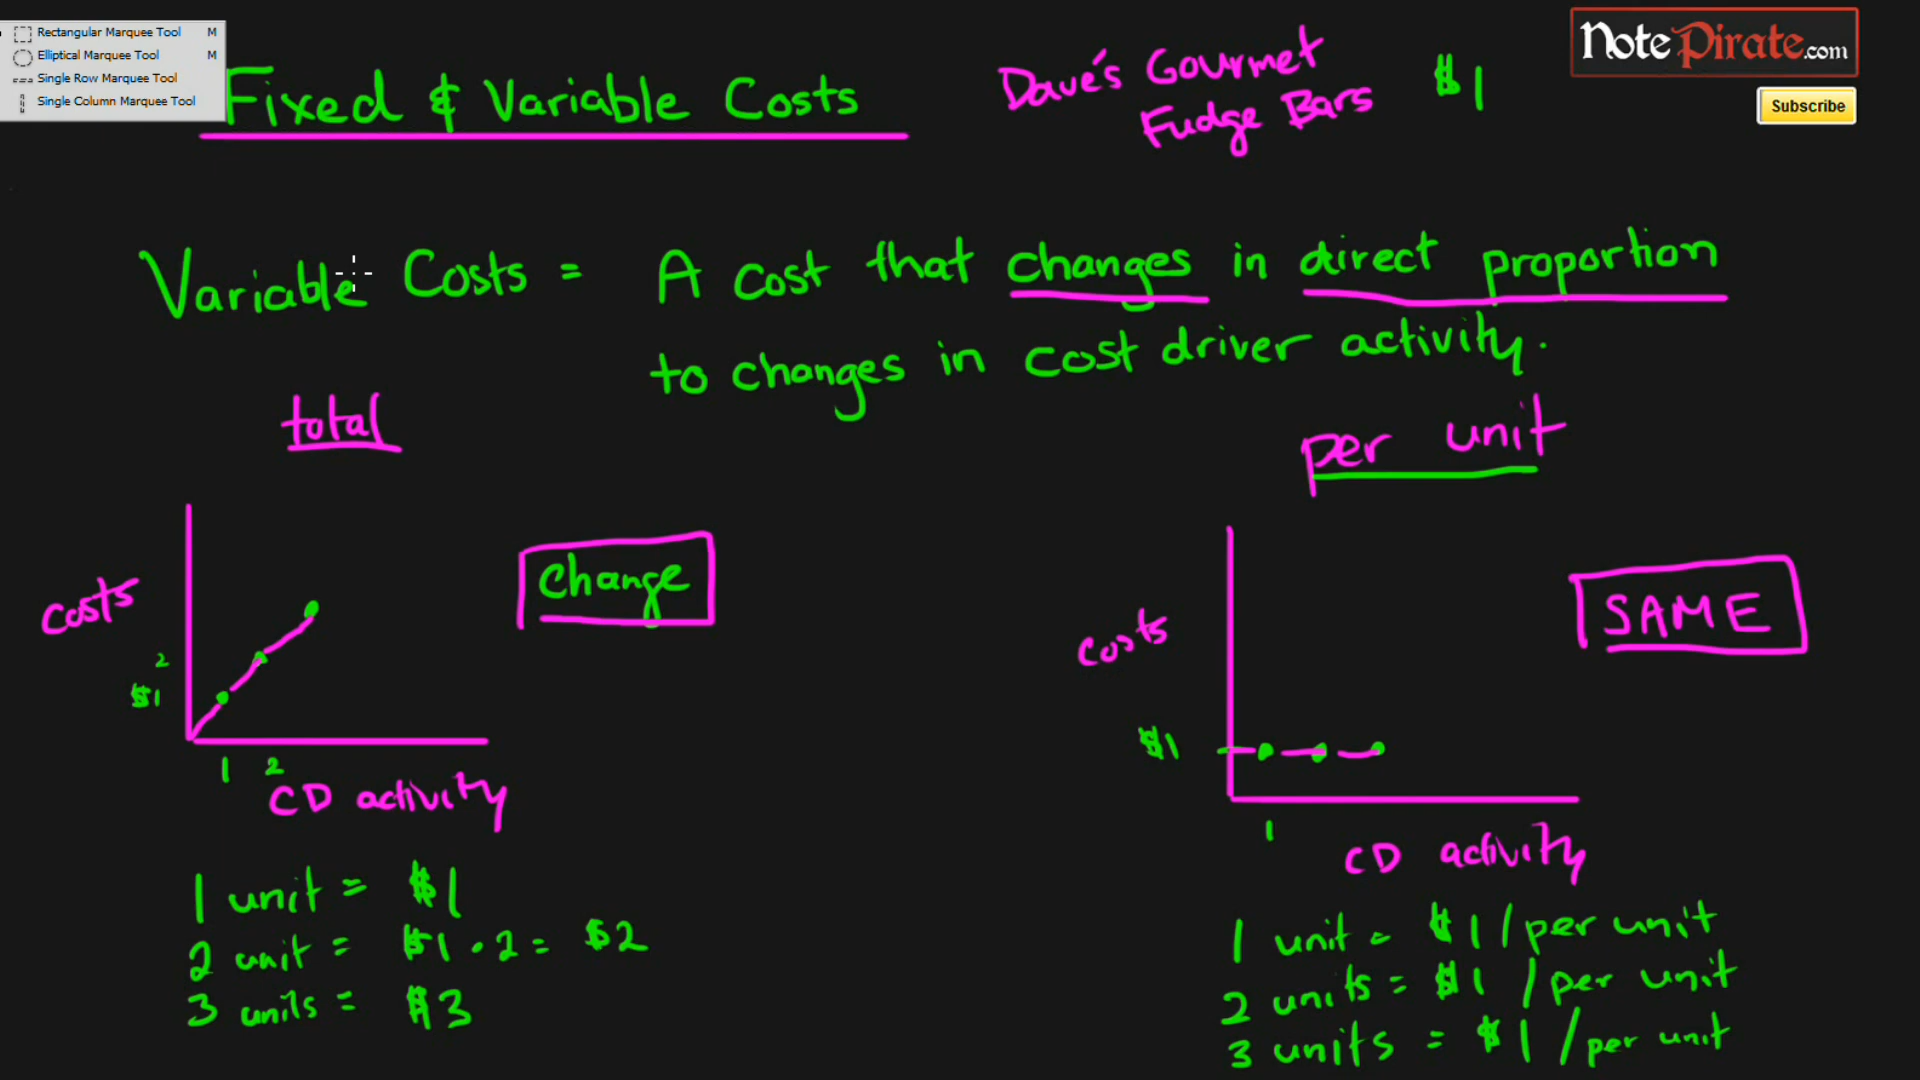 Rectangular Marquee Tool M
Elliptical Marquee Tool M
Single Row Marquee Tool
Single Column Marquee Tool
NotePirate.com
Subscribe
Fixed & Variable Costs
Dave's Gourmet
Fudge Bars
$1
Variable Costs = A cost that changes in direct proportion
to changes in cost driver activity.
total
costs
2
$1
1 2
CD activity
Change
1 unit = $1
2 unit = $1 · 2 = $2
3 units = $3
per unit
costs
$1
1
CD activity
SAME
1 unit = $1 / per unit
2 units = $1 / per unit
3 units = $1 / per unit